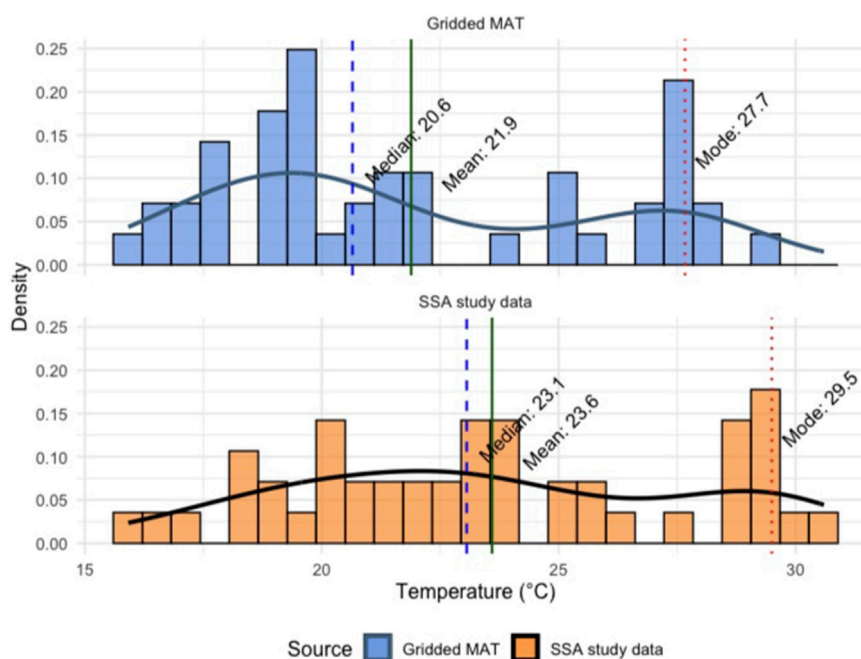 Gridded MAT
0.25
0.20
0.15
0.10
0.05
0.00
Median: 20.6
Mean: 21.9
Mode: 27.7
SSA study data
0.25
0.20
0.15
0.10
0.05
0.00
Median: 23.1
Mean: 23.6
Mode: 29.5
Density
15 20 25 30
Temperature (°C)
Source Gridded MAT SSA study data